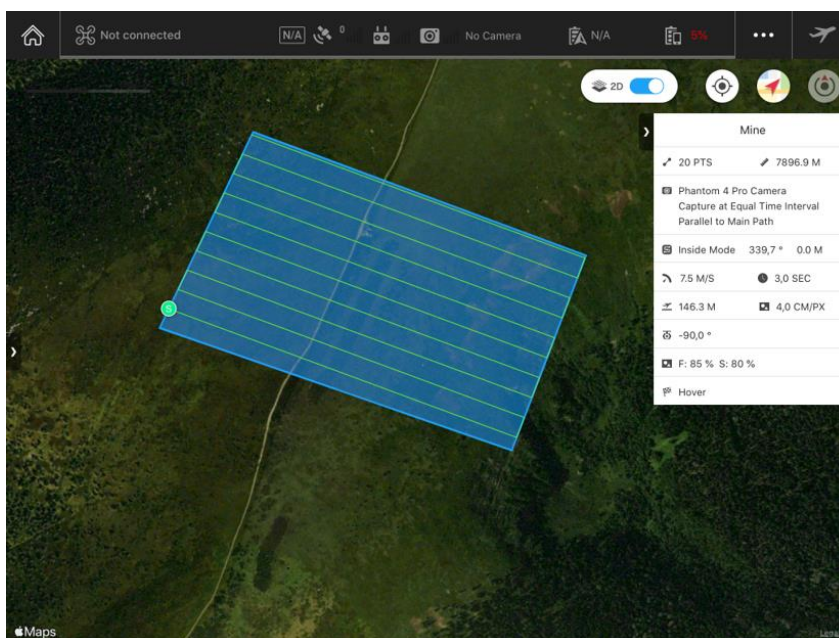 Not connected
N/A
0
No Camera
N/A
5%
2D
Mine
20 PTS
7896.9 M
Phantom 4 Pro Camera
Capture at Equal Time Interval
Parallel to Main Path
Inside Mode 339,7 ° 0.0 M
7.5 M/S
3,0 SEC
146.3 M
4,0 CM/PX
-90,0 °
F: 85 % S: 80 %
Hover
S
Maps